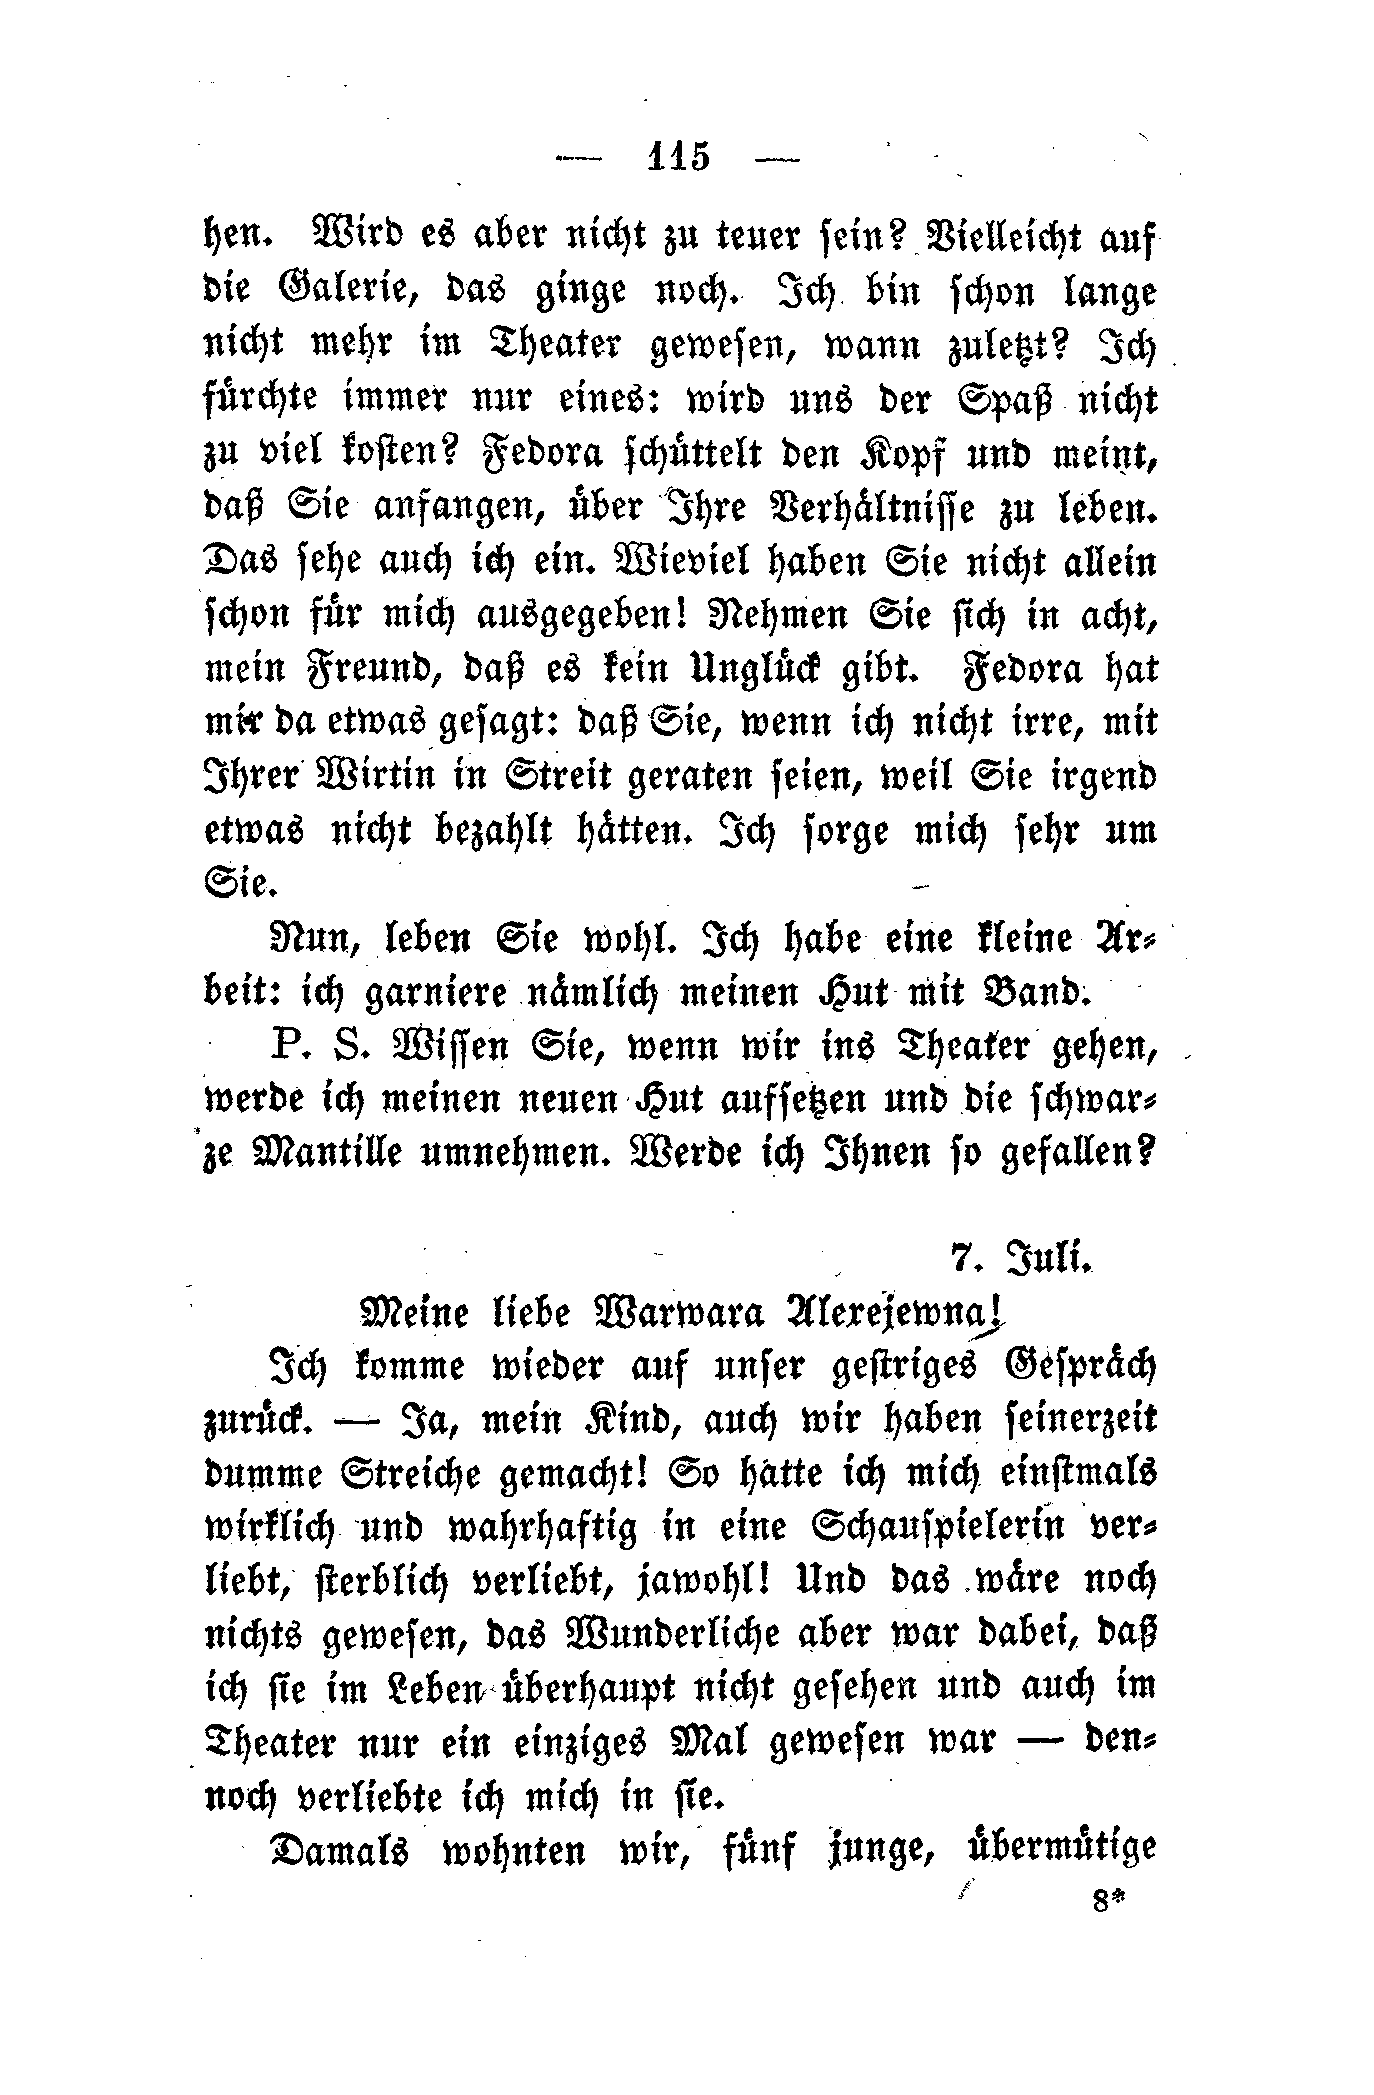 — 115 —
hen. Wird es aber nicht zu teuer sein? Vielleicht auf
die Galerie, das ginge noch. Ich bin schon lange
nicht mehr im Theater gewesen, wann zuletzt? Ich
fürchte immer nur eines: wird uns der Spaß nicht
zu viel kosten? Fedora schüttelt den Kopf und meint,
daß Sie anfangen, über Ihre Verhältnisse zu leben.
Das sehe auch ich ein. Wieviel haben Sie nicht allein
schon für mich ausgegeben! Nehmen Sie sich in acht,
mein Freund, daß es kein Unglück gibt. Fedora hat
mir da etwas gesagt: daß Sie, wenn ich nicht irre, mit
Ihrer Wirtin in Streit geraten seien, weil Sie irgend
etwas nicht bezahlt hätten. Ich sorge mich sehr um
Sie.
Nun, leben Sie wohl. Ich habe eine kleine Ar-
beit: ich garniere nämlich meinen Hut mit Band.
P. S. Wissen Sie, wenn wir ins Theater gehen,
werde ich meinen neuen Hut aufsetzen und die schwar-
ze Mantille umnehmen. Werde ich Ihnen so gefallen?
7. Juli.
Meine liebe Warwara Alexejewna!
Ich komme wieder auf unser gestriges Gespräch
zurück. — Ja, mein Kind, auch wir haben seinerzeit
dumme Streiche gemacht! So hatte ich mich einstmals
wirklich und wahrhaftig in eine Schauspielerin ver-
liebt, sterblich verliebt, jawohl! Und das wäre noch
nichts gewesen, das Wunderliche aber war dabei, daß
ich sie im Leben überhaupt nicht gesehen und auch im
Theater nur ein einziges Mal gewesen war — den-
noch verliebte ich mich in sie.
Damals wohnten wir, fünf junge, übermütige
8*